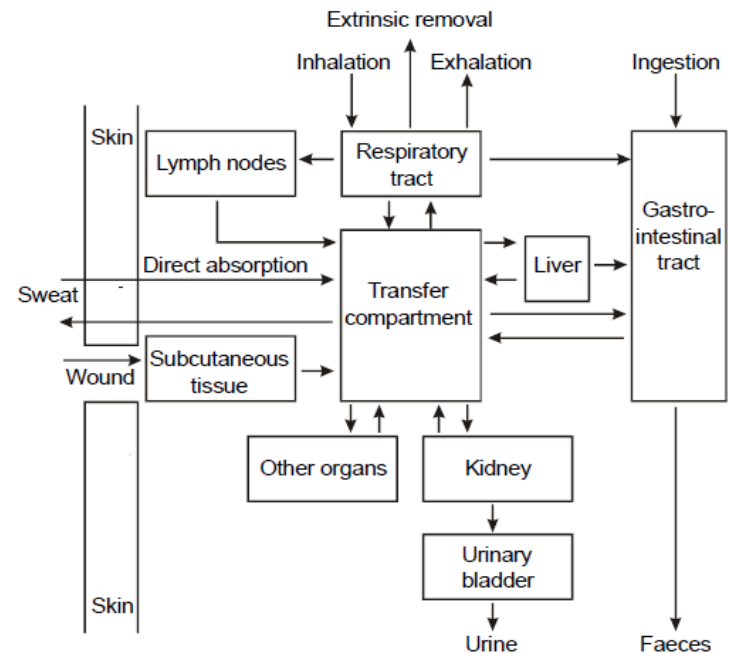 Extrinsic removal
Inhalation
Exhalation
Ingestion
Skin
Lymph nodes
Respiratory
tract
Gastro-
intestinal
tract
Direct absorption
Liver
Sweat
Transfer
compartment
Wound
Subcutaneous
tissue
Other organs
Kidney
Urinary
bladder
Skin
Urine
Faeces